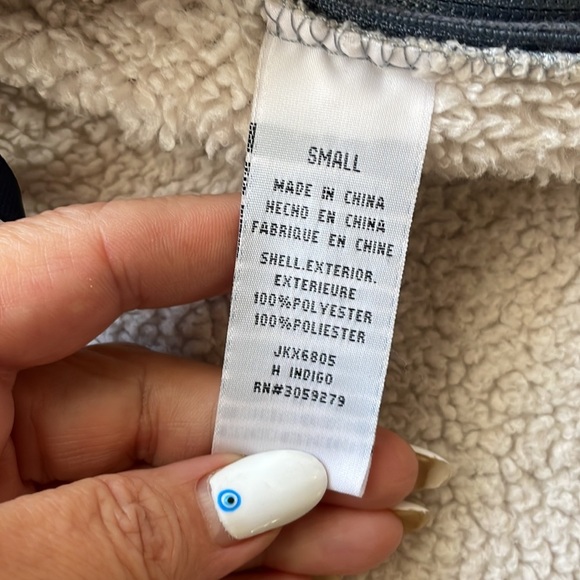 SMALL
MADE IN CHINA
HECHO EN CHINA
FABRIQUE EN CHINE
SHELL.EXTERIOR.
EXTERIEURE
100%POLYESTER
100%POLIESTER
JKX6805
H INDIGO
RN#3059279